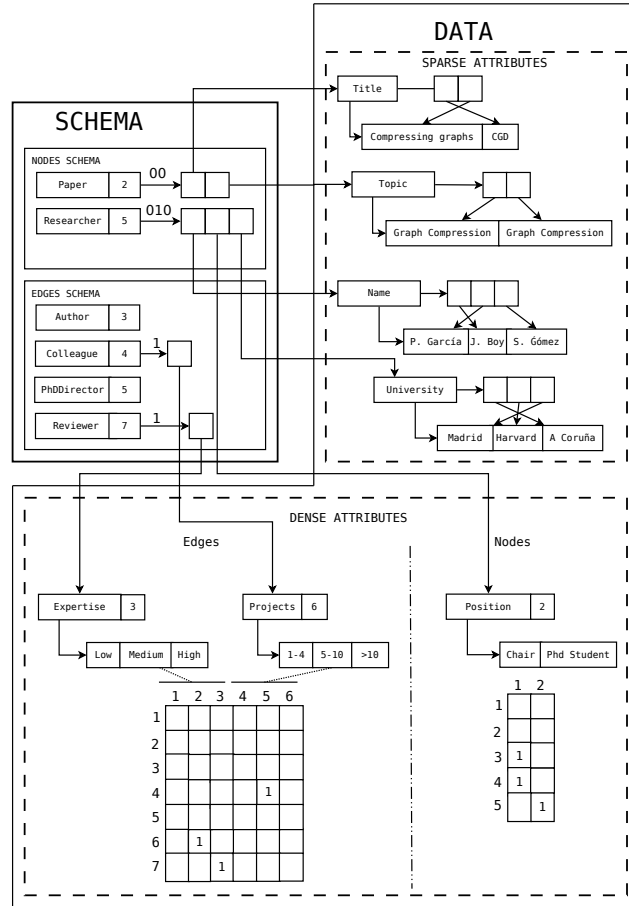 DATA
SPARSE ATTRIBUTES
Title
Compressing graphs CGD
SCHEMA
NODES SCHEMA
Paper 2 00
Researcher 5 010
Topic
Graph Compression Graph Compression
EDGES SCHEMA
Author 3
Colleague 4 1
PhDDirector 5
Reviewer 7 1
Name
P. García J. Boy S. Gómez
University
Madrid Harvard A Coruña
DENSE ATTRIBUTES
Edges Nodes
Expertise 3 Projects 6 Position 2
Low Medium High 1-4 5-10 >10 Chair Phd Student
1 2 3 4 5 6
1
2
3
4 1
5
6 1
7 1
1 2
1
2
3 1
4 1
5 1